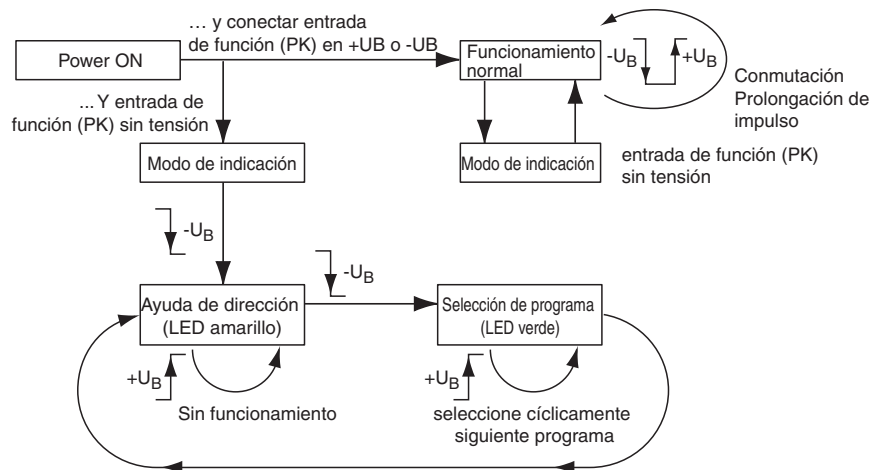 ... y conectar entrada
de función (PK) en +UB o -UB
Power ON
Funcionamiento
normal
-UB
+UB
Conmutación
Prolongación de
impulso
... Y entrada de
función (PK) sin tensión
Modo de indicación
Modo de indicación
entrada de función (PK)
sin tensión
-UB
-UB
Ayuda de dirección
(LED amarillo)
Selección de programa
(LED verde)
+UB
Sin funcionamiento
+UB
seleccione cíclicamente
siguiente programa